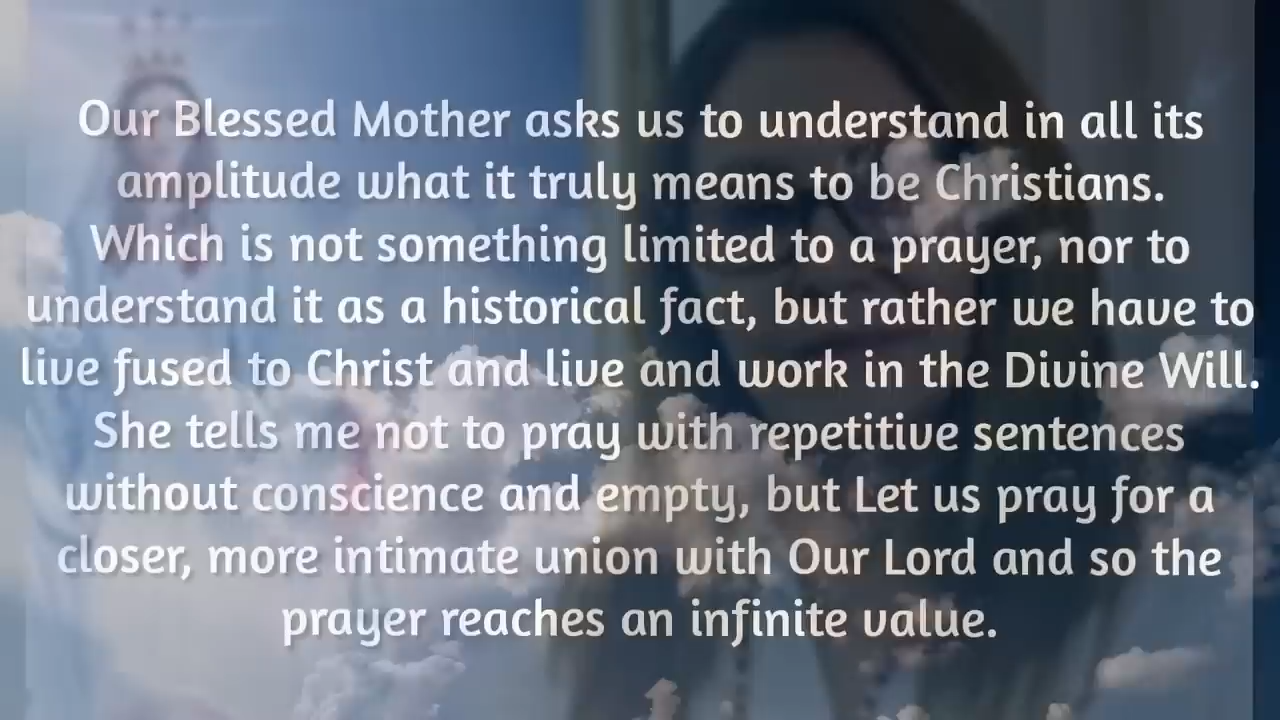 Our Blessed Mother asks us to understand in all its
amplitude what it truly means to be Christians.
Which is not something limited to a prayer, nor to
understand it as a historical fact, but rather we have to
live fused to Christ and live and work in the Divine Will.
She tells me not to pray with repetitive sentences
without conscience and empty, but Let us pray for a
closer, more intimate union with Our Lord and so the
prayer reaches an infinite value.